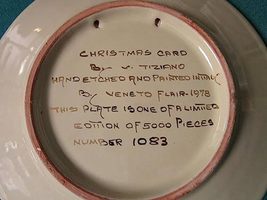 CHRISTMAS CARD
By V. TIZIANO
HAND ETCHED AND PAINTED IN ITALY
By VENETO FLAIR-1978
THIS PLATE IS ONE OF A LIMITED
EDITION OF 5000 PIECES
NUMBER 1083